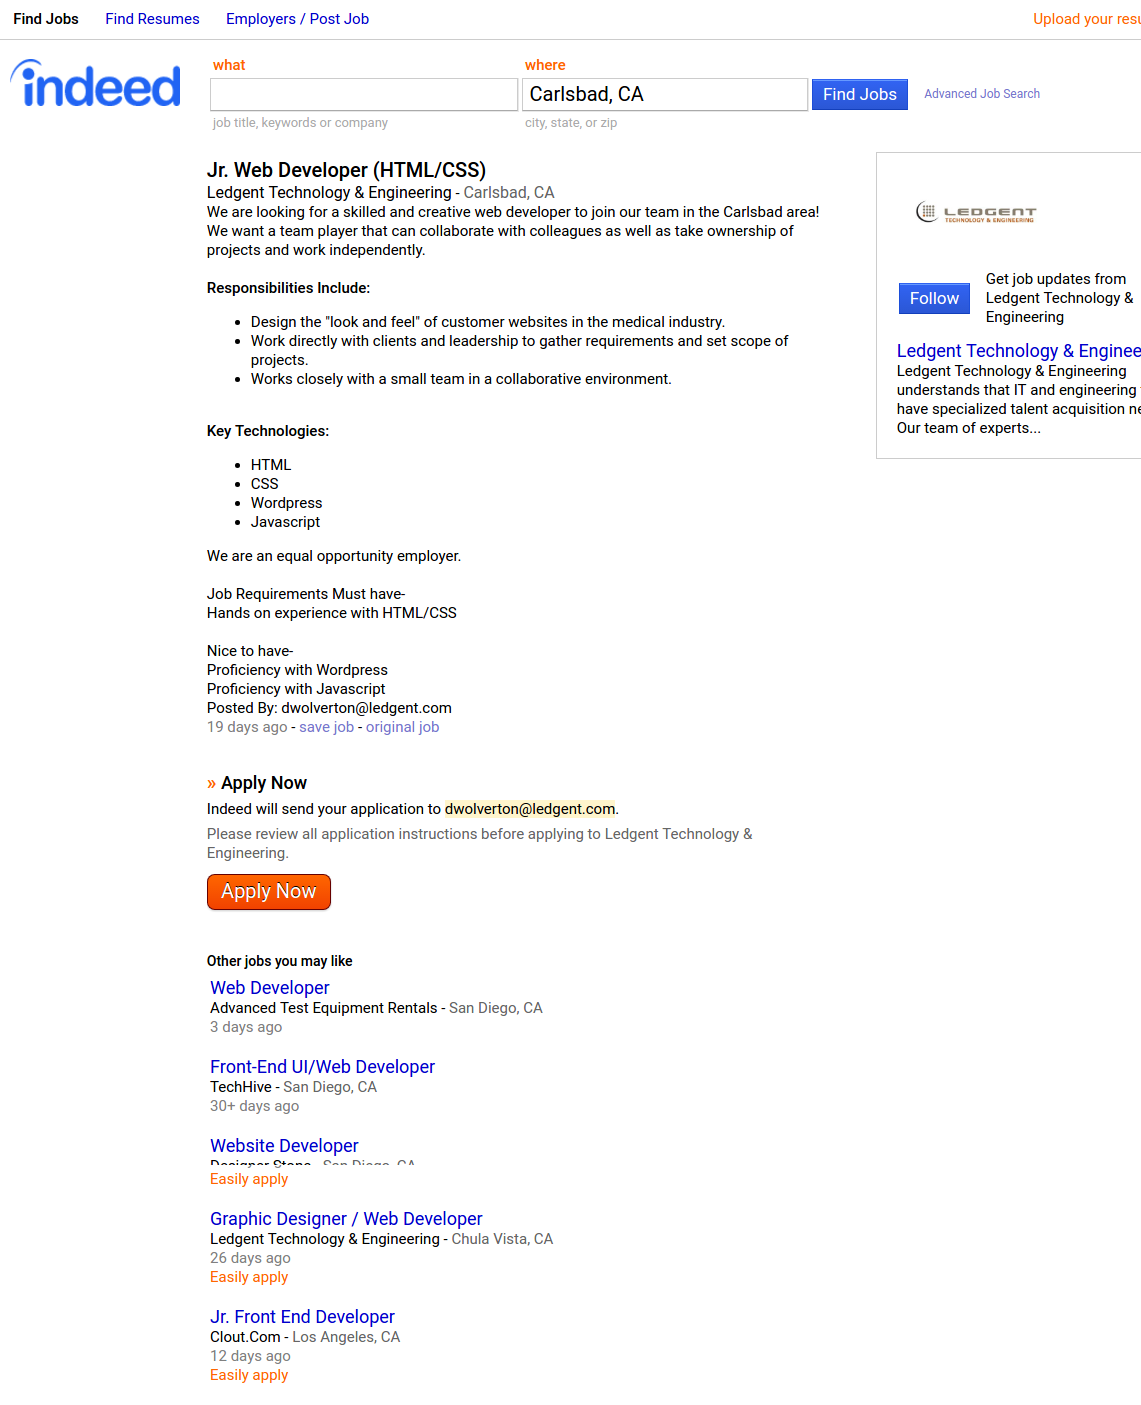 Find Jobs Find Resumes Employers / Post Job Upload your resu
indeed
what where
Carlsbad, CA Find Jobs Advanced Job Search
job title, keywords or company city, state, or zip
Jr. Web Developer (HTML/CSS)
Ledgent Technology & Engineering - Carlsbad, CA
We are looking for a skilled and creative web developer to join our team in the Carlsbad area!
We want a team player that can collaborate with colleagues as well as take ownership of
projects and work independently.
Responsibilities Include:
• Design the "look and feel" of customer websites in the medical industry.
• Work directly with clients and leadership to gather requirements and set scope of
projects.
• Works closely with a small team in a collaborative environment.
Key Technologies:
• HTML
• CSS
• Wordpress
• Javascript
We are an equal opportunity employer.
Job Requirements Must have-
Hands on experience with HTML/CSS
Nice to have-
Proficiency with Wordpress
Proficiency with Javascript
Posted By: dwolverton@ledgent.com
19 days ago - save job - original job
» Apply Now
Indeed will send your application to dwolverton@ledgent.com.
Please review all application instructions before applying to Ledgent Technology &
Engineering.
Apply Now
Other jobs you may like
Web Developer
Advanced Test Equipment Rentals - San Diego, CA
3 days ago
Front-End UI/Web Developer
TechHive - San Diego, CA
30+ days ago
Website Developer
Designer Stone - San Diego, CA
Easily apply
Graphic Designer / Web Developer
Ledgent Technology & Engineering - Chula Vista, CA
26 days ago
Easily apply
Jr. Front End Developer
Clout.Com - Los Angeles, CA
12 days ago
Easily apply
LEDGENT
TECHNOLOGY & ENGINEERING
Follow
Get job updates from
Ledgent Technology &
Engineering
Ledgent Technology & Enginee
Ledgent Technology & Engineering
understands that IT and engineering
have specialized talent acquisition ne
Our team of experts...